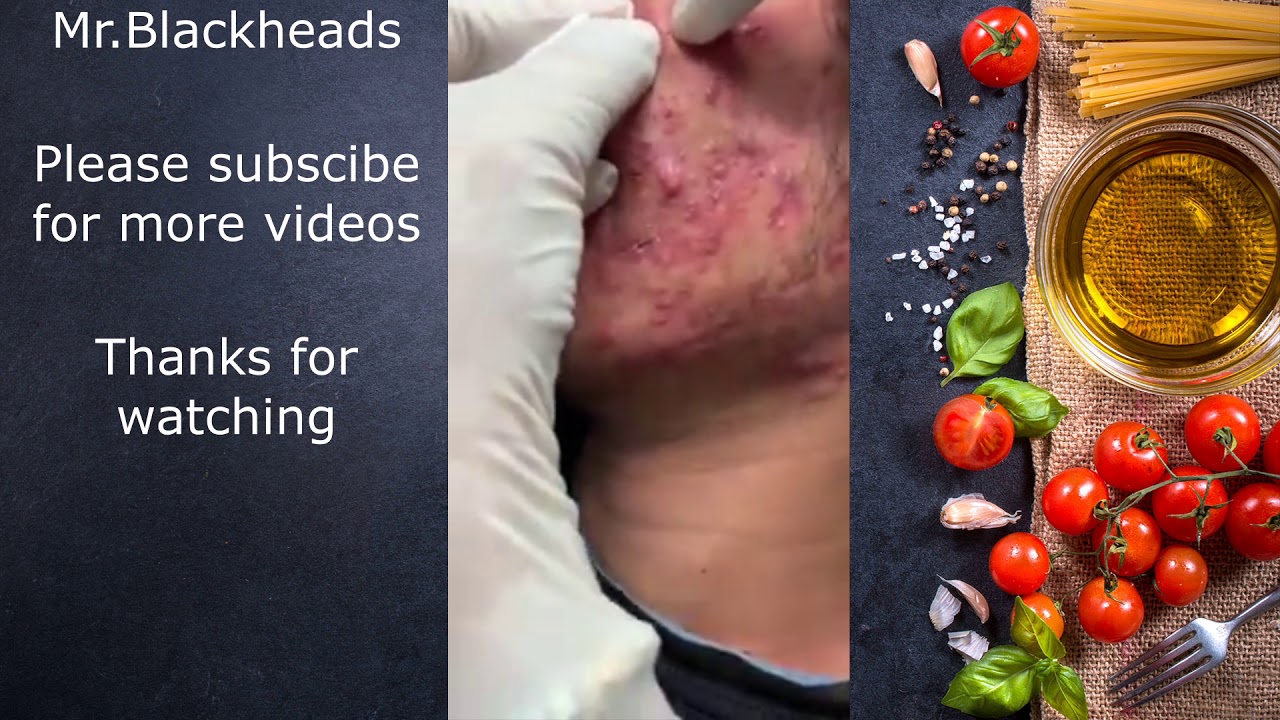 Mr.Blackheads
Please subscibe
for more videos
Thanks for
watching